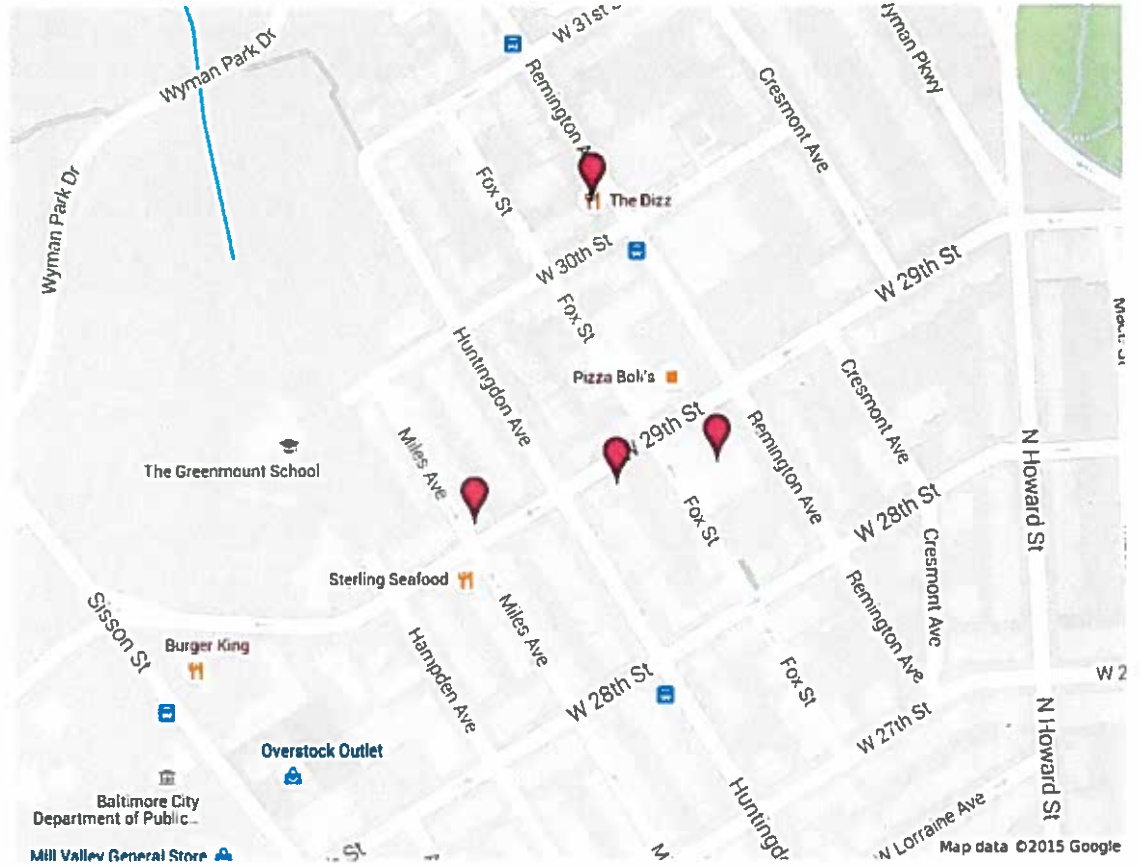 W 31st S
Wyman Park Dr
yman Pkwy
Remington A
Cresmont Ave
Fox St
Wyman Park Dr
The Dizz
W 30th St
W 29th St
Fox St
Huntingdon Ave
Pizza Boli's
Cresmont Ave
W 29th St
Remington Ave
Miles Ave
The Greenmount School
N Howard St
W 28th St
Fox St
Cresmont Ave
Sterling Seafood
Sisson St
Miles Ave
Remington Ave
Burger King
Hampden Ave
Fox St
W 2
W 28th St
N Howard St
W 27th St
Overstock Outlet
Baltimore City
Department of Public...
Huntingd
W Lorraine Ave
Mill Valley General Store
St
Map data ©2015 Google